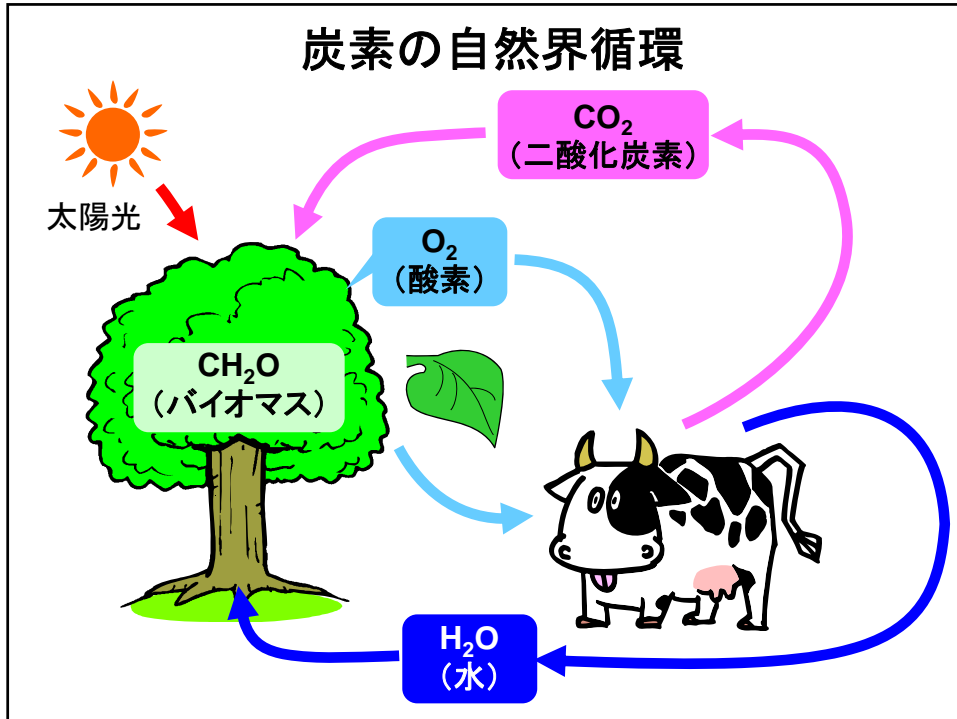 炭素の自然界循環
CO₂
（二酸化炭素）
太陽光
O₂
（酸素）
CH₂O
（バイオマス）
H₂O
（水）